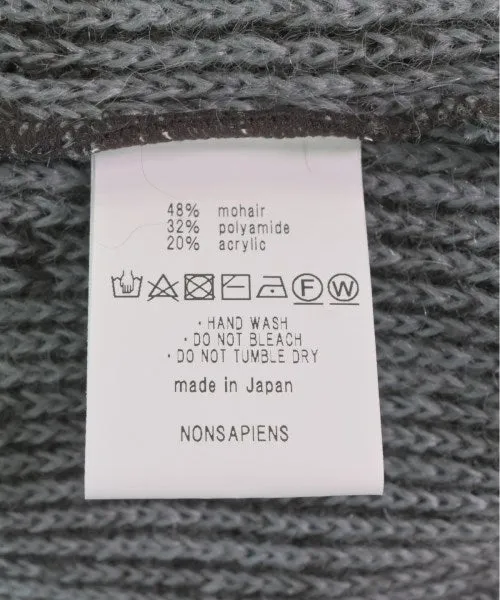 48% mohair
32% polyamide
20% acrylic
F W
· HAND WASH
· DO NOT BLEACH
· DO NOT TUMBLE DRY
made in Japan
NONSAPIENS